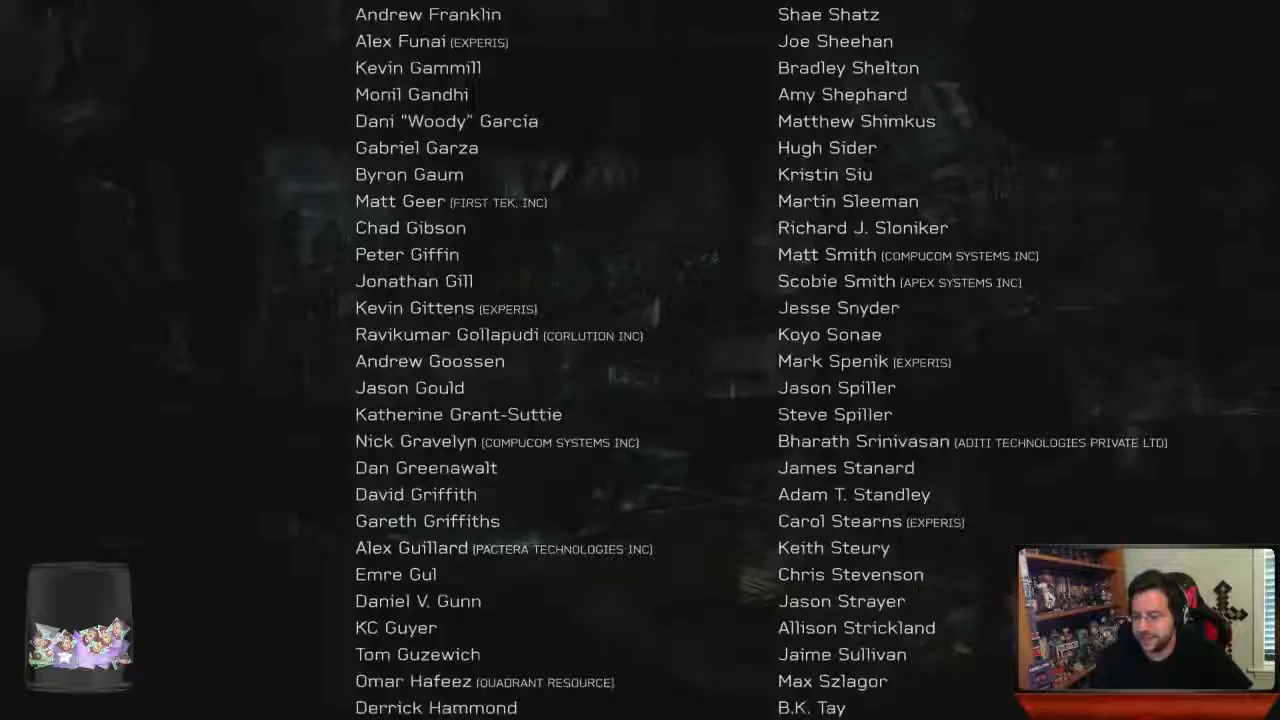 Andrew Franklin
Alex Funai (EXPERIS)
Kevin Gammill
Monil Gandhi
Dani "Woody" Garcia
Gabriel Garza
Byron Gaum
Matt Geer (FIRST TEK. INC)
Chad Gibson
Peter Giffin
Jonathan Gill
Kevin Gittens (EXPERIS)
Ravikumar Gollapudi (CORLUTION INC)
Andrew Goossen
Jason Gould
Katherine Grant-Suttie
Nick Gravelyn (COMPUCOM SYSTEMS INC)
Dan Greenawalt
David Griffith
Gareth Griffiths
Alex Guillard (PACTERA TECHNOLOGIES INC)
Emre Gul
Daniel V. Gunn
KC Guyer
Tom Guzewich
Omar Hafeez (QUADRANT RESOURCE)
Derrick Hammond
Shae Shatz
Joe Sheehan
Bradley Shelton
Amy Shephard
Matthew Shimkus
Hugh Sider
Kristin Siu
Martin Sleeman
Richard J. Sloniker
Matt Smith (COMPUCOM SYSTEMS INC)
Scobie Smith (APEX SYSTEMS INC)
Jesse Snyder
Koyo Sonae
Mark Spenik (EXPERIS)
Jason Spiller
Steve Spiller
Bharath Srinivasan (ADITI TECHNOLOGIES PRIVATE LTD)
James Stanard
Adam T. Standley
Carol Stearns (EXPERIS)
Keith Steury
Chris Stevenson
Jason Strayer
Allison Strickland
Jaime Sullivan
Max Szlagor
B.K. Tay